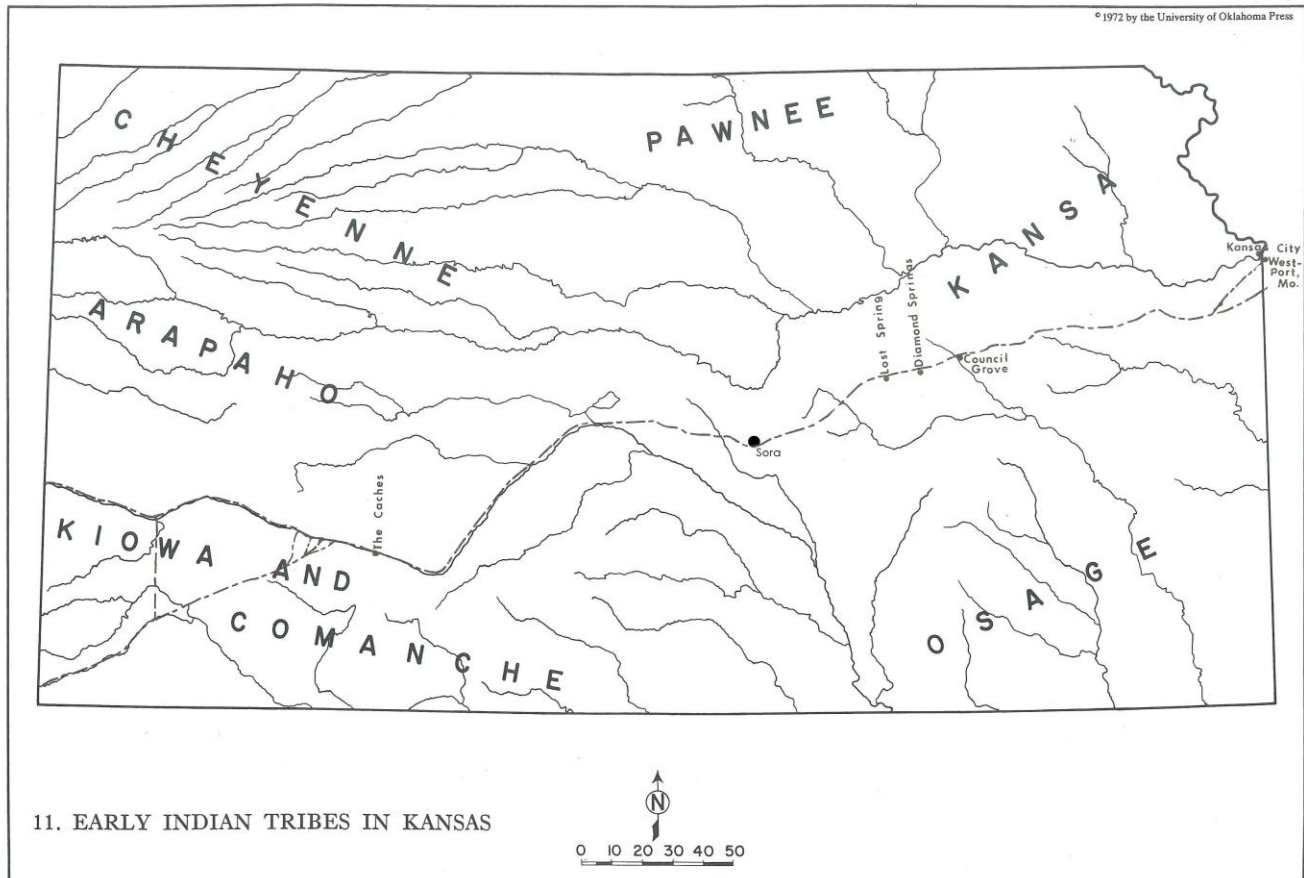 © 1972 by the University of Oklahoma Press
CHEYENNE
PAWNEE
KANSA
Kansas City
West-
Port,
Mo.
ARAPAHO
Lost Spring
Diamond Springs
Council
Grove
Sora
The Caches
KIOWA AND
COMANCHE
OSAGE
11. EARLY INDIAN TRIBES IN KANSAS
N
0 10 20 30 40 50